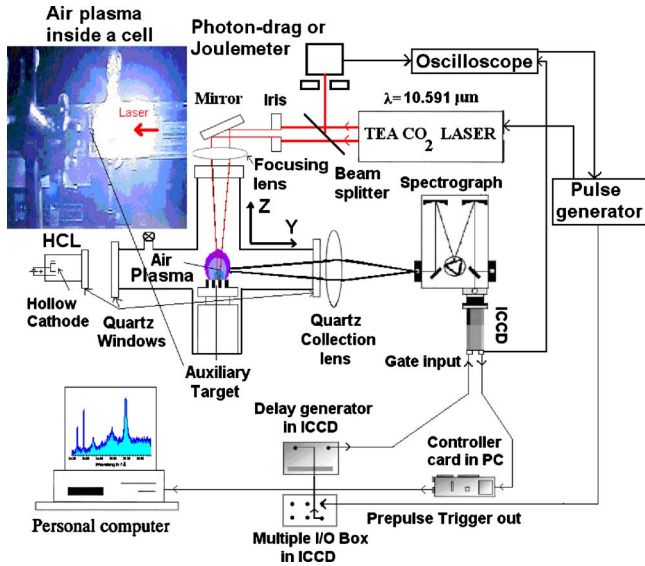 Air plasma
inside a cell
Laser
Photon-drag or
Joulemeter
Oscilloscope
Mirror
Iris
λ=10.591 μm
TEA CO2 LASER
Focusing
lens
Beam
splitter
Spectrograph
Pulse
generator
Z
Y
HCL
Air
Plasma
Hollow
Cathode
Quartz
Windows
Quartz
Collection
lens
ICCD
Auxiliary
Target
Gate input
Delay generator
in ICCD
Controller
card in PC
Personal computer
Prepulse Trigger out
Multiple I/O Box
in ICCD